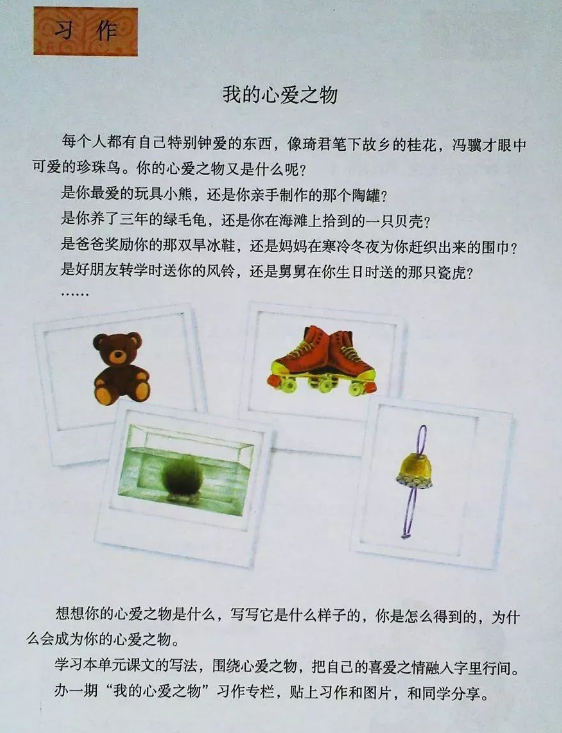 习 作
我的心爱之物
每个人都有自己特别钟爱的东西，像琦君笔下故乡的桂花，冯骥才眼中
可爱的珍珠鸟。你的心爱之物又是什么呢？
是你最爱的玩具小熊，还是你亲手制作的那个陶罐？
是你养了三年的绿毛龟，还是你在海滩上拾到的一只贝壳？
是爸爸奖励你的那双旱冰鞋，还是妈妈在寒冷冬夜为你赶织出来的围巾？
是好朋友转学时送你的风铃，还是舅舅在你生日时送的那只瓷虎？
……
想想你的心爱之物是什么，写写它是什么样子的，你是怎么得到的，为什
么会成为你的心爱之物。
学习本单元课文的写法，围绕心爱之物，把自己的喜爱之情融入字里行间。
办一期“我的心爱之物”习作专栏，贴上习作和图片，和同学分享。